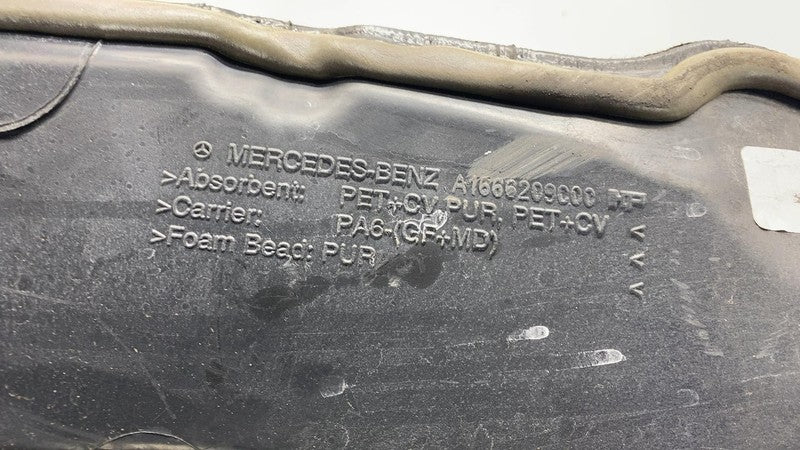 MERCEDES-BENZ A1666209000
>Absorbent: PET+CV, PUR, PET+CV <
>Carrier: PA6-(GF+MD) <
>Foam Bead: PUR <